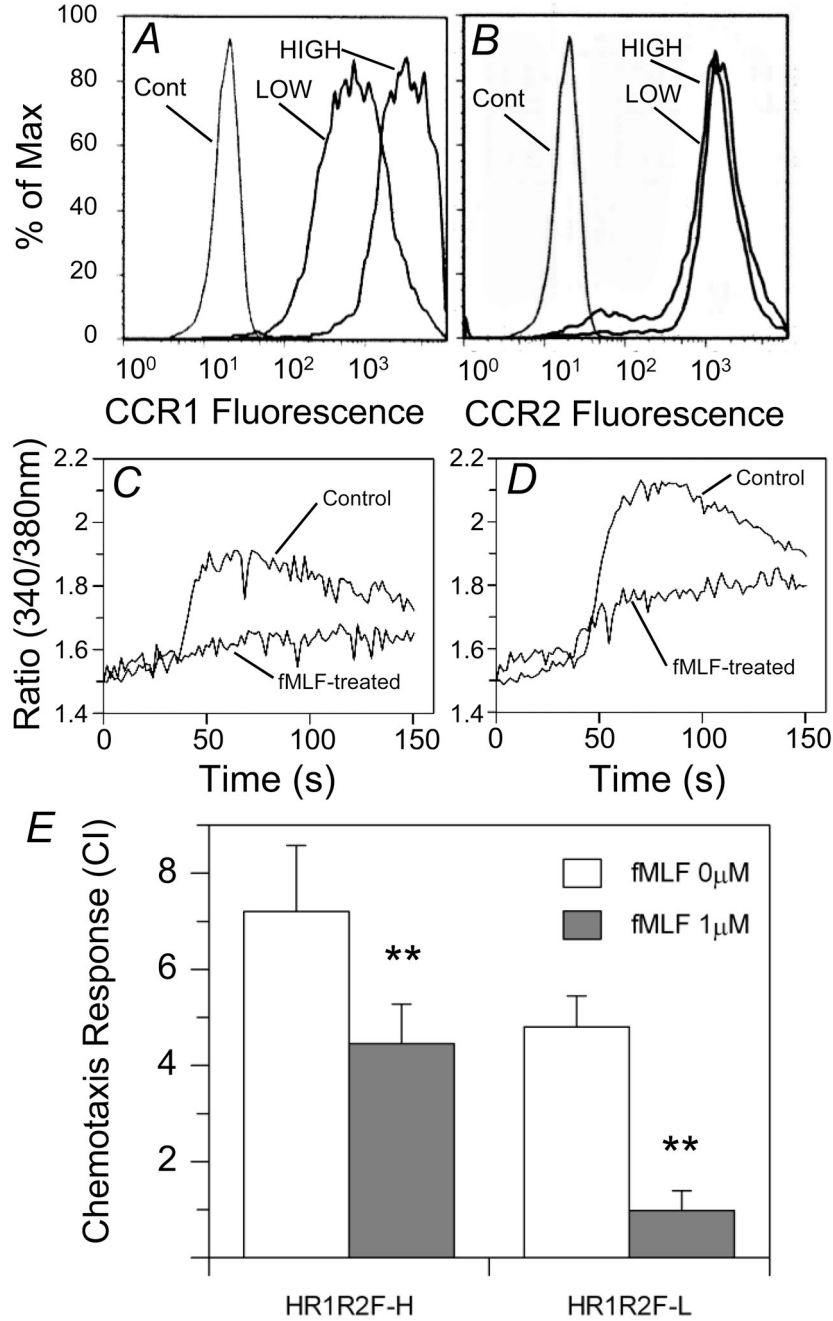 A
B
100
80
60
40
20
0
% of Max
Cont
LOW
HIGH
Cont
HIGH
LOW
10⁰ 10¹ 10² 10³
10⁰ 10¹ 10² 10³
CCR1 Fluorescence
CCR2 Fluorescence
C
D
2.2
2
1.8
1.6
1.4
Ratio (340/380nm)
Control
fMLF-treated
2.2
2
1.8
1.6
1.4
Control
fMLF-treated
0 50 100 150
0 50 100 150
Time (s)
Time (s)
E
Chemotaxis Response (CI)
8
6
4
2
fMLF 0μM
fMLF 1μM
**
**
HR1R2F-H
HR1R2F-L